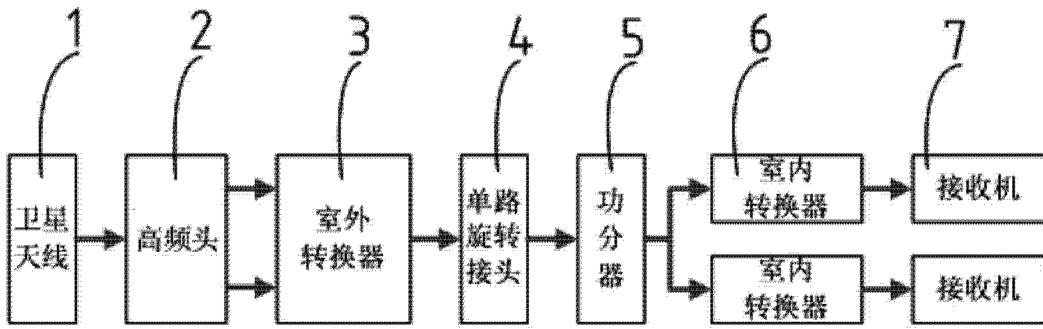 1 2 3 4 5 6 7
卫星
天线
高频头
室外
转换器
单路
旋转
接头
功
分
器
室内
转换器
接收机
室内
转换器
接收机